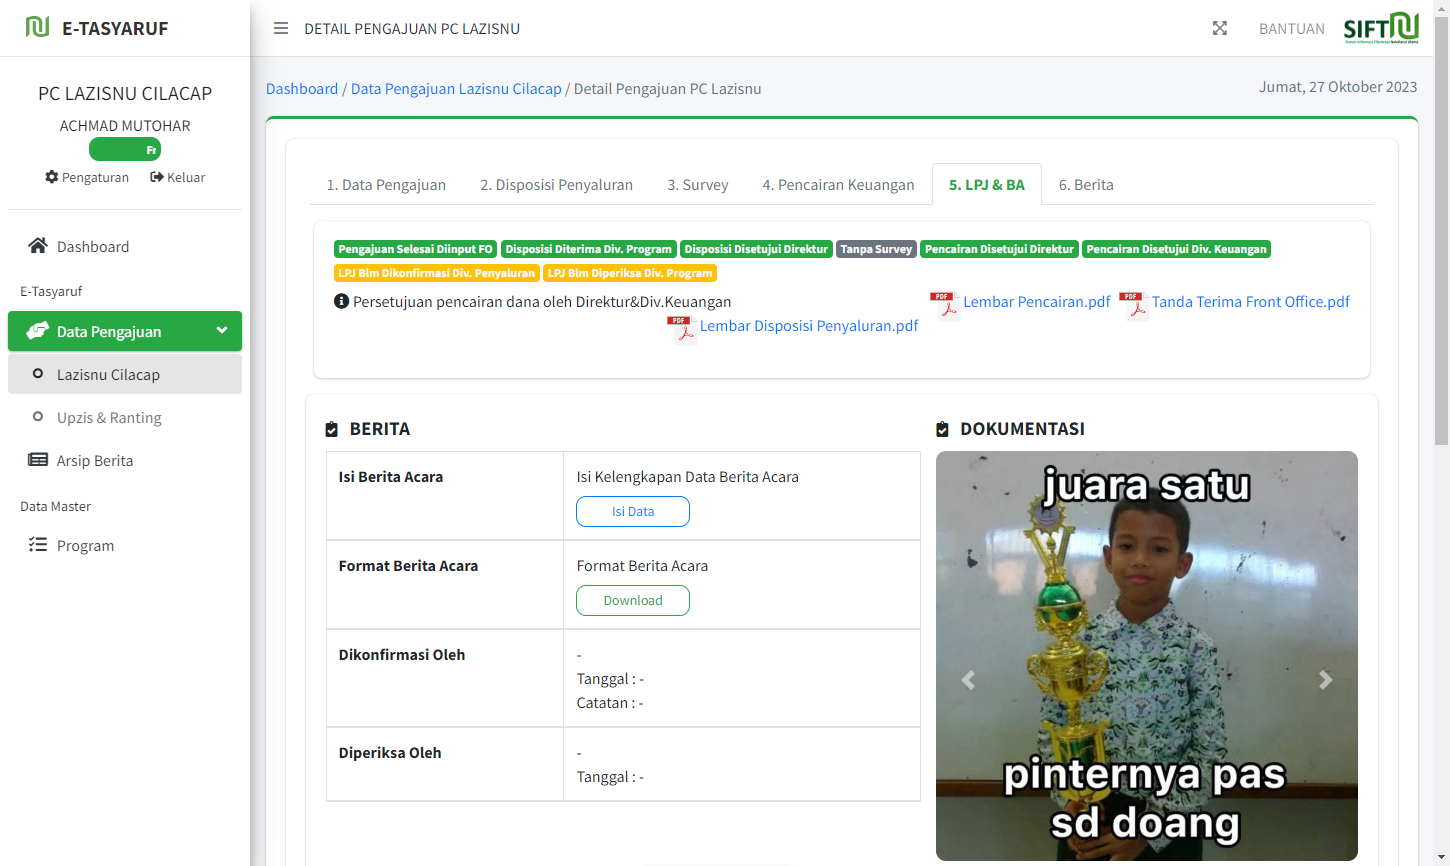 E-TASYARUF
DETAIL PENGAJUAN PC LAZISNU
BANTUAN
SIFTNU
PC LAZISNU CILACAP
ACHMAD MUTOHAR
Pengaturan
Keluar
Dashboard
E-Tasyaruf
Data Pengajuan
Lazisnu Cilacap
Upzis & Ranting
Arsip Berita
Data Master
Program
Dashboard / Data Pengajuan Lazisnu Cilacap / Detail Pengajuan PC Lazisnu
Jumat, 27 Oktober 2023
1. Data Pengajuan
2. Disposisi Penyaluran
3. Survey
4. Pencairan Keuangan
5. LPJ & BA
6. Berita
Pengajuan Selesai Diinput FO
Disposisi Diterima Div. Program
Disposisi Disetujui Direktur
Tanpa Survey
Pencairan Disetujui Direktur
Pencairan Disetujui Div. Keuangan
LPJ Blm Dikonfirmasi Div. Penyaluran
LPJ Blm Diperiksa Div. Program
Persetujuan pencairan dana oleh Direktur&Div.Keuangan
PDF Lembar Pencairan.pdf
PDF Tanda Terima Front Office.pdf
PDF Lembar Disposisi Penyaluran.pdf
BERITA
Isi Berita Acara
Isi Kelengkapan Data Berita Acara
Isi Data
Format Berita Acara
Format Berita Acara
Download
Dikonfirmasi Oleh
-
Tanggal : -
Catatan : -
Diperiksa Oleh
-
Tanggal : -
DOKUMENTASI
juara satu
pinternya pas
sd doang